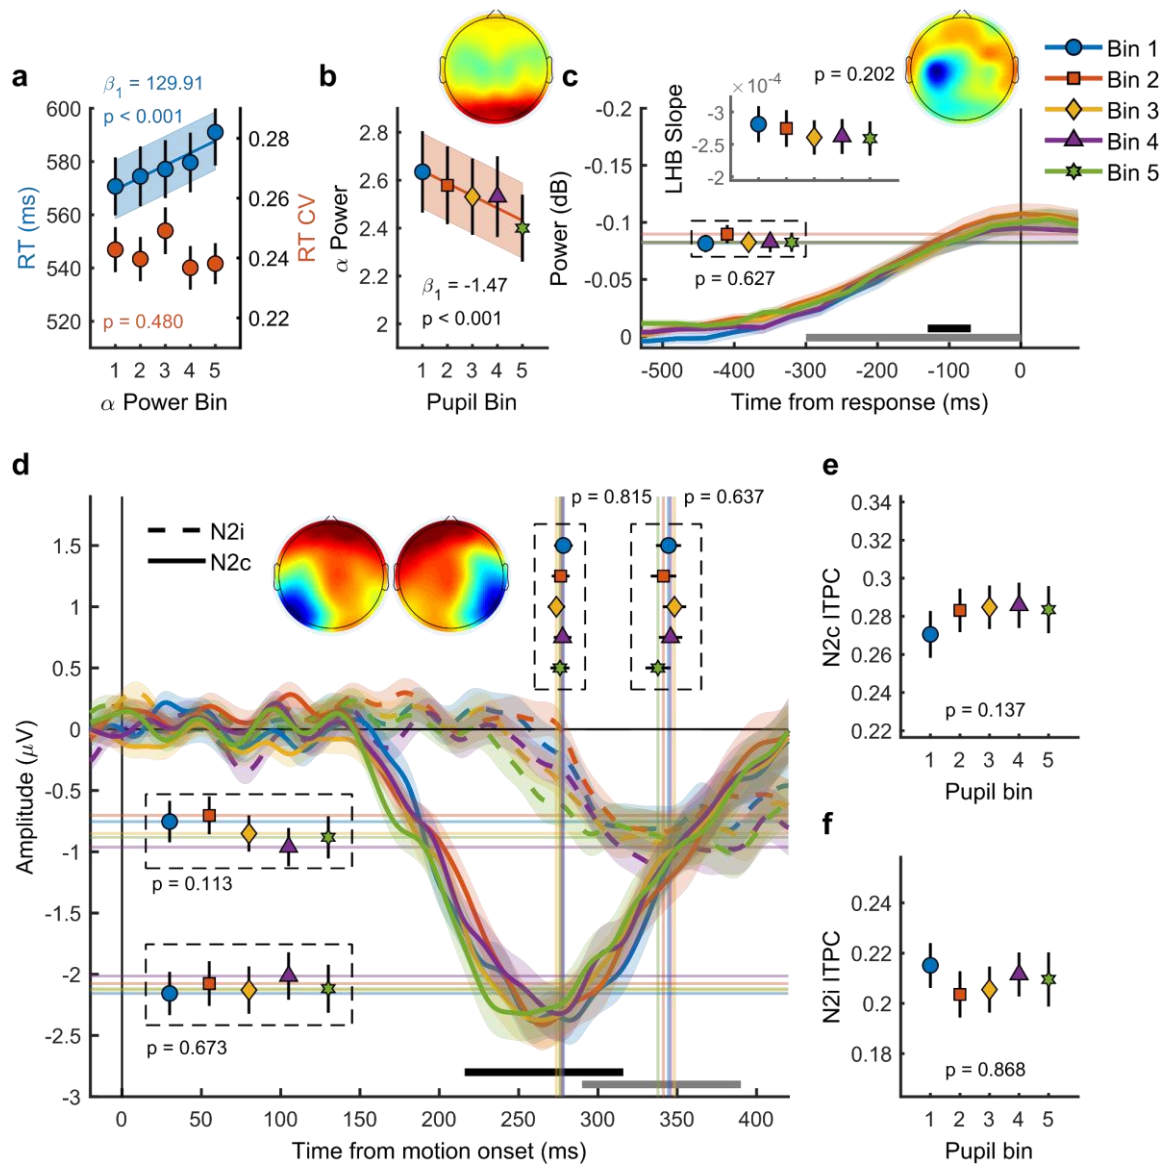 a
β1 = 129.91
p < 0.001
600
580
560
540
520
RT (ms)
0.28
0.26
0.24
0.22
RT CV
p = 0.480
1 2 3 4 5
α Power Bin
b
2.8
2.6
2.4
2.2
2
α Power
β1 = -1.47
p < 0.001
1 2 3 4 5
Pupil Bin
c
p = 0.202
×10-4
-3
-2.5
-2
LHB Slope
-0.2
-0.15
-0.1
-0.05
0
Power (dB)
p = 0.627
-500 -400 -300 -200 -100 0
Time from response (ms)
Bin 1
Bin 2
Bin 3
Bin 4
Bin 5
d
N2i
N2c
p = 0.815
p = 0.637
1.5
1
0.5
0
-0.5
-1
-1.5
-2
-2.5
-3
Amplitude (μV)
p = 0.113
p = 0.673
0 50 100 150 200 250 300 350 400
Time from motion onset (ms)
e
0.34
0.32
0.3
0.28
0.26
0.24
0.22
N2c ITPC
p = 0.137
1 2 3 4 5
Pupil bin
f
0.24
0.22
0.2
0.18
N2i ITPC
p = 0.868
1 2 3 4 5
Pupil bin